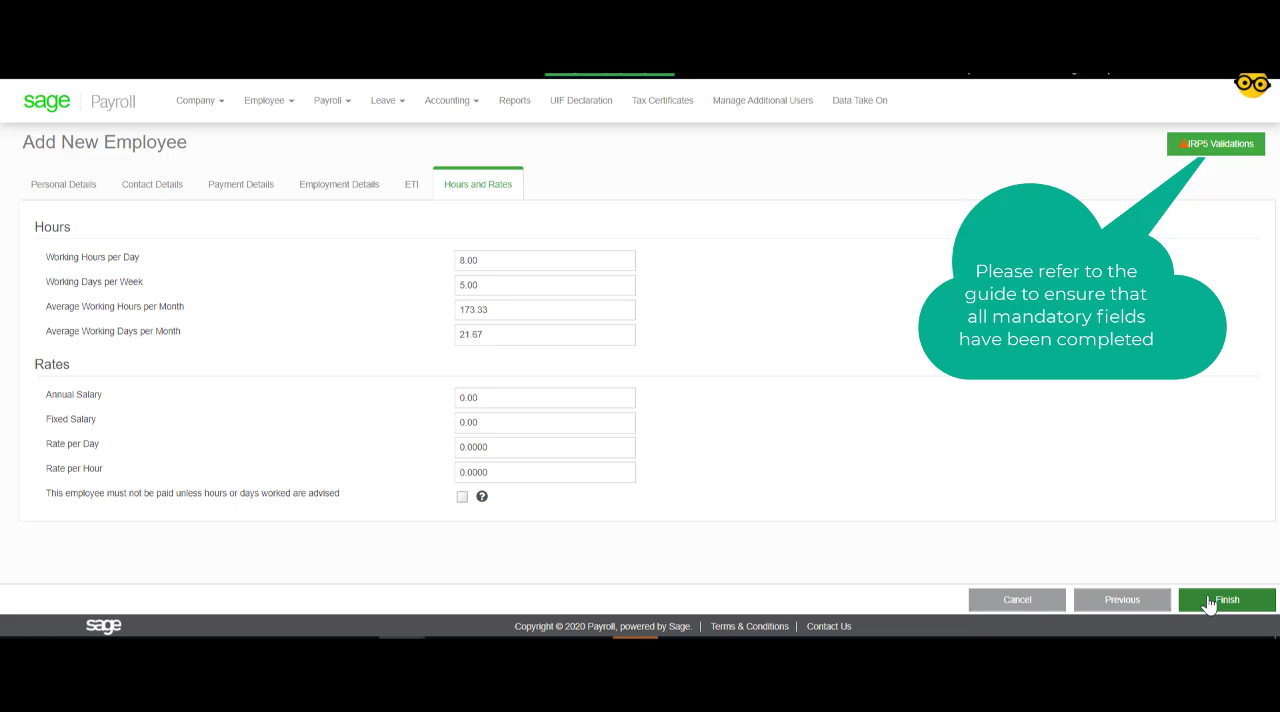 sage Payroll Company Employee Payroll Leave Accounting Reports UIF Declaration Tax Certificates Manage Additional Users Data Take On
Add New Employee
IRP5 Validations
Personal Details Contact Details Payment Details Employment Details ETI Hours and Rates
Hours
Working Hours per Day 8.00
Working Days per Week 5.00
Average Working Hours per Month 173.33
Average Working Days per Month 21.67
Please refer to the
guide to ensure that
all mandatory fields
have been completed
Rates
Annual Salary 0.00
Fixed Salary 0.00
Rate per Day 0.0000
Rate per Hour 0.0000
This employee must not be paid unless hours or days worked are advised ?
Cancel Previous Finish
sage Copyright © 2020 Payroll, powered by Sage. | Terms & Conditions | Contact Us